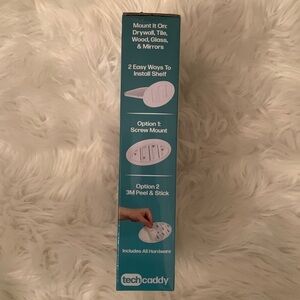 Mount It On:
Drywall, Tile,
Wood, Glass,
& Mirrors
2 Easy Ways To
Install Shelf
Option 1:
Screw Mount
Option 2
3M Peel & Stick
Includes All Hardware
techcaddy